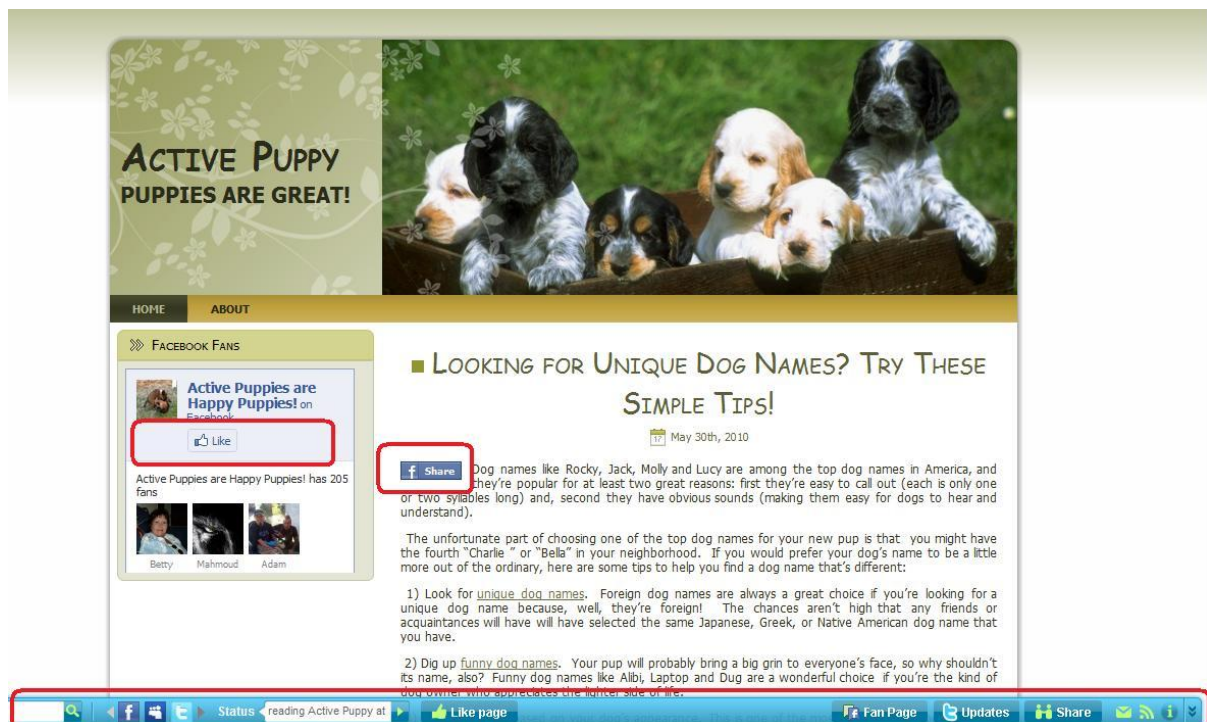 ACTIVE PUPPY
PUPPIES ARE GREAT!
HOME ABOUT
FACEBOOK FANS
Active Puppies are
Happy Puppies! on
Facebook
Like
Active Puppies are Happy Puppies! has 205
fans
Betty Mahmoud Adam
LOOKING FOR UNIQUE DOG NAMES? TRY THESE
SIMPLE TIPS!
17 May 30th, 2010
f Share Dog names like Rocky, Jack, Molly and Lucy are among the top dog names in America, and
they're popular for at least two great reasons: first they're easy to call out (each is only one
or two syllables long) and, second they have obvious sounds (making them easy for dogs to hear and
understand).
The unfortunate part of choosing one of the top dog names for your new pup is that you might have
the fourth "Charlie " or "Bella" in your neighborhood. If you would prefer your dog's name to be a little
more out of the ordinary, here are some tips to help you find a dog name that's different:
1) Look for unique dog names. Foreign dog names are always a great choice if you're looking for a
unique dog name because, well, they're foreign! The chances aren't high that any friends or
acquaintances will have will have selected the same Japanese, Greek, or Native American dog name that
you have.
2) Dig up funny dog names. Your pup will probably bring a big grin to everyone's face, so why shouldn't
its name, also? Funny dog names like Alibi, Laptop and Dug are a wonderful choice if you're the kind of
dog owner who appreciates the lighter side of life.
f Status reading Active Puppy at Like page Fan Page Updates Share i